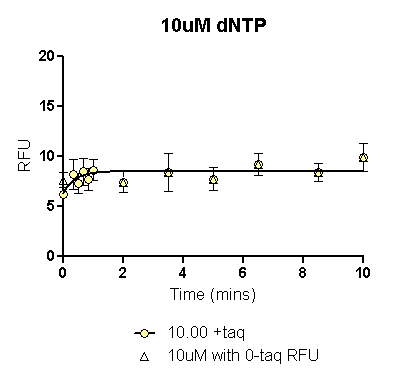 10uM dNTP
20
15
10
5
0
RFU
0 2 4 6 8 10
Time (mins)
10.00 +taq
10uM with 0-taq RFU